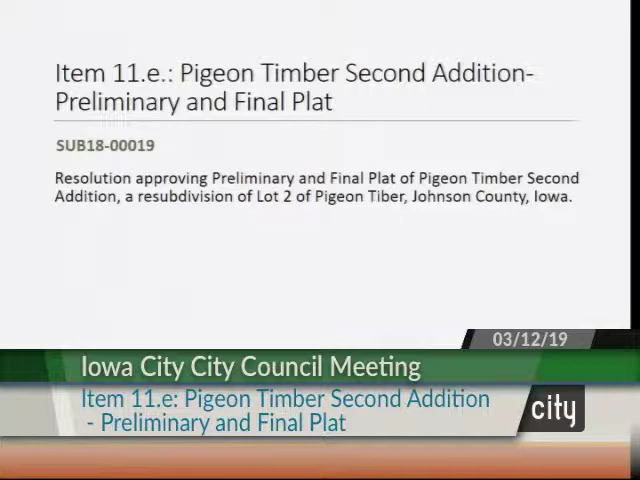 Item 11.e.: Pigeon Timber Second Addition-
Preliminary and Final Plat
SUB18-00019
Resolution approving Preliminary and Final Plat of Pigeon Timber Second
Addition, a resubdivision of Lot 2 of Pigeon Tiber, Johnson County, Iowa.
03/12/19
Iowa City City Council Meeting
Item 11.e: Pigeon Timber Second Addition
- Preliminary and Final Plat
city